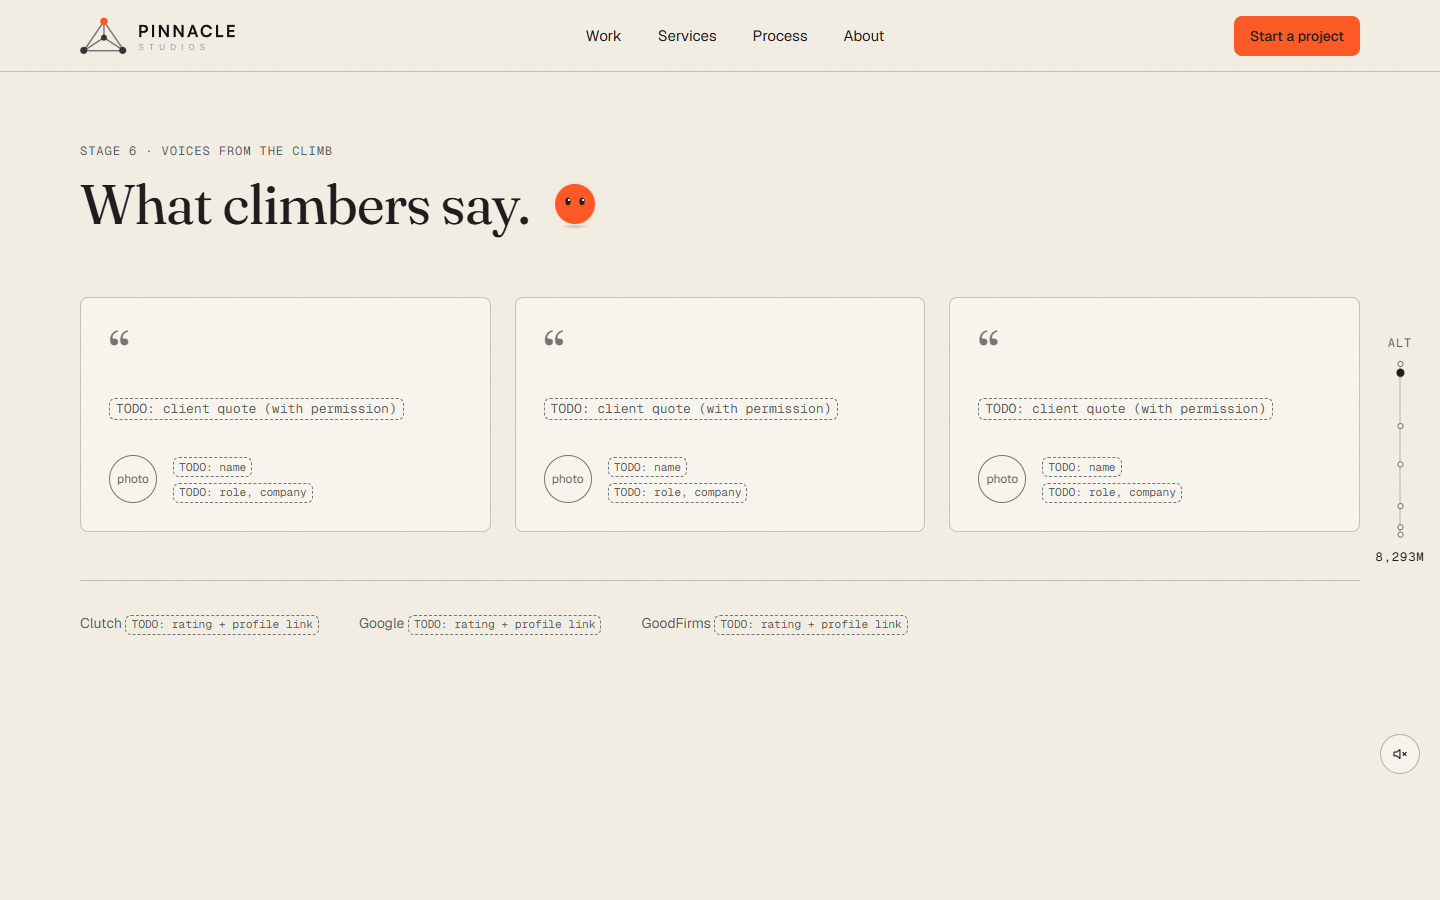 PINNACLE
STUDIOS
Work
Services
Process
About
Start a project
STAGE 6 · VOICES FROM THE CLIMB
What climbers say.
“
TODO: client quote (with permission)
photo
TODO: name
TODO: role, company
“
TODO: client quote (with permission)
photo
TODO: name
TODO: role, company
“
TODO: client quote (with permission)
photo
TODO: name
TODO: role, company
ALT
8,293M
Clutch TODO: rating + profile link
Google TODO: rating + profile link
GoodFirms TODO: rating + profile link